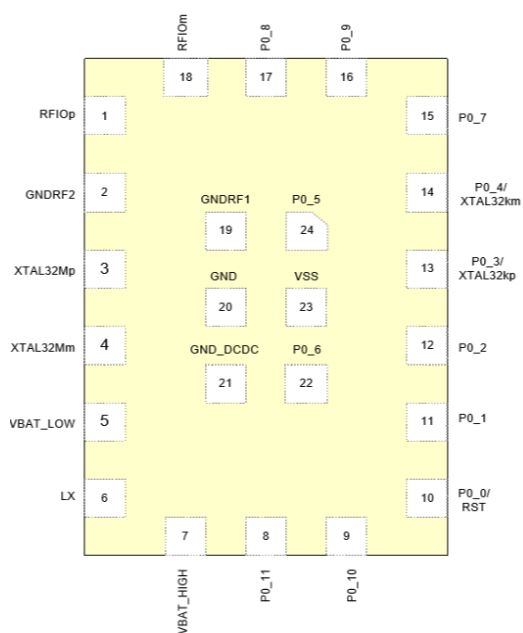 RFIOm
P0_8
P0_9
18
17
16
RFIOp
1
15
P0_7
GNDRF2
2
14
P0_4/
XTAL32km
GNDRF1
P0_5
19
24
XTAL32Mp
3
13
P0_3/
XTAL32kp
GND
VSS
20
23
XTAL32Mm
4
12
P0_2
GND_DCDC
P0_6
21
22
VBAT_LOW
5
11
P0_1
LX
6
10
P0_0/
RST
7
8
9
VBAT_HIGH
P0_11
P0_10